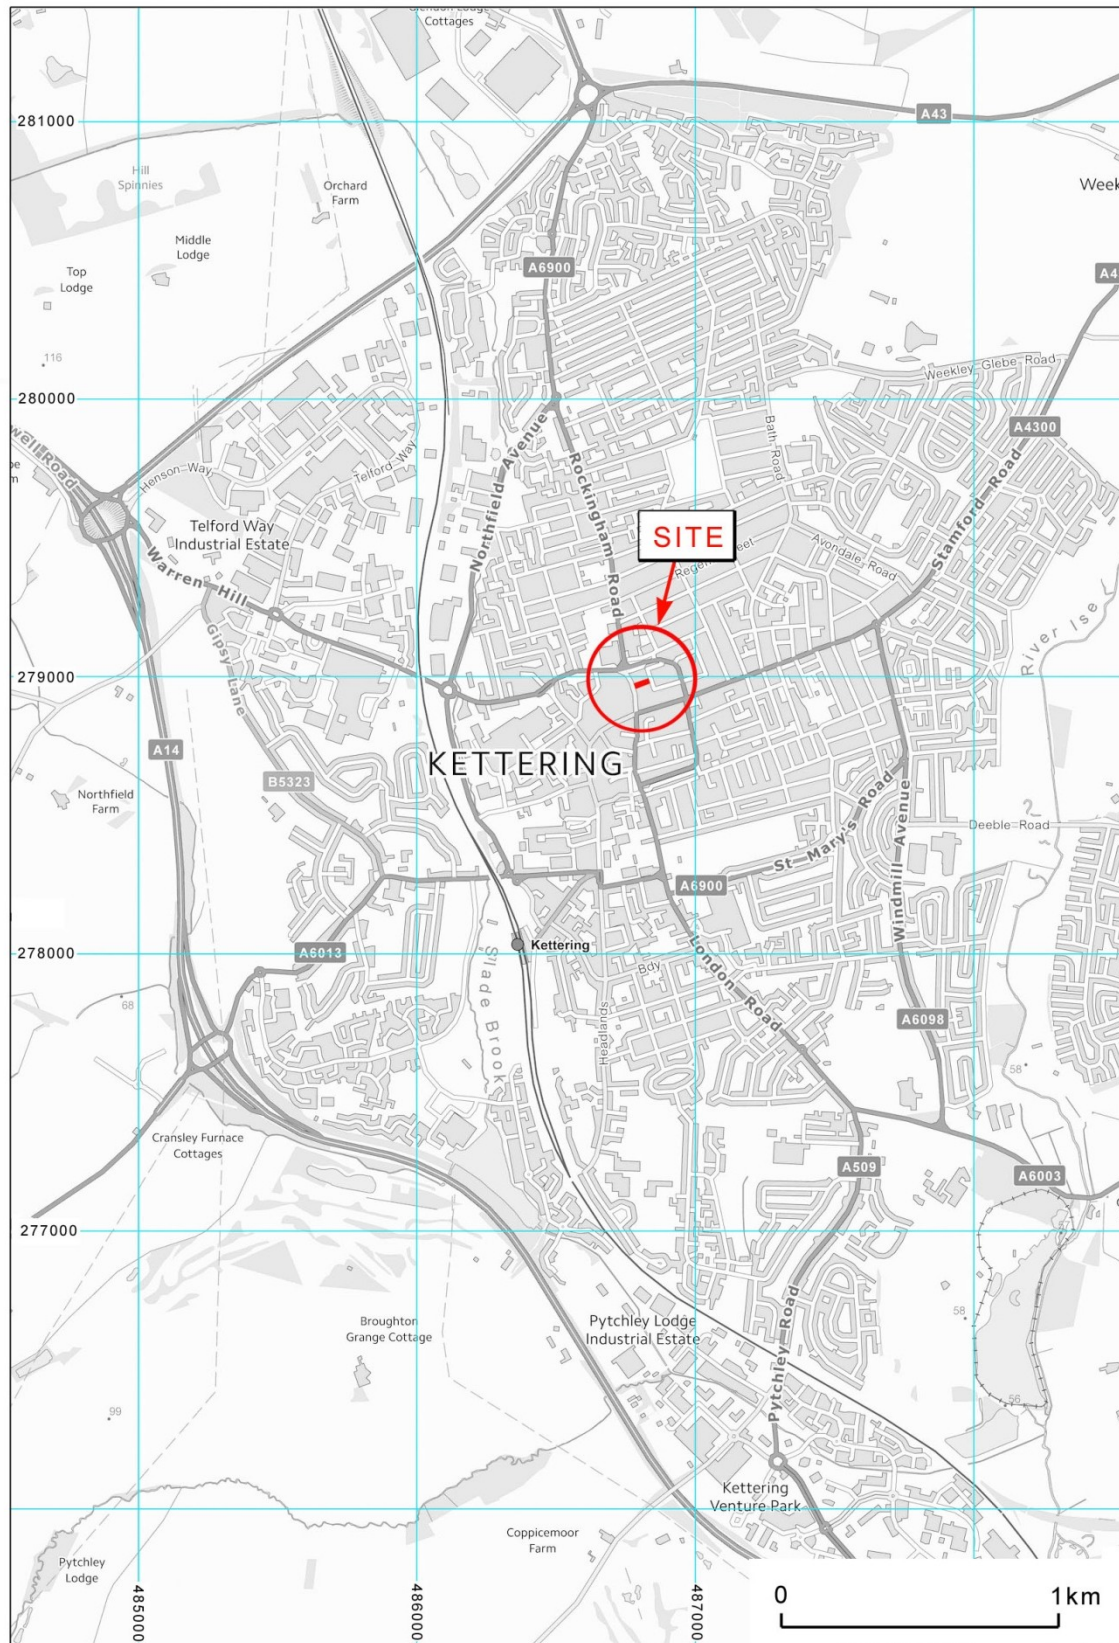 Cottages
281000
A43
Hill
Spinnies
Orchard
Farm
Week
Middle
Lodge
Top
Lodge
A6900
A4
116
Weekley Glebe Road
280000
A4300
well Road
Henson Way
Telford Way
Northfield Avenue
Rockingham Road
Bath Road
Stamford Road
Telford Way
Industrial Estate
SITE
Avondale Road
Warren Hill
Gipsy Lane
River Ise
279000
A14
KETTERING
B5323
Northfield
Farm
Deeble Road
St Mary's Road
Windmill Avenue
A6900
Kettering
278000
A6013
Slade Brook
Bdy
London Road
68
Headlands
A6098
58
Cransley Furnace
Cottages
A509
A6003
57
277000
Broughton
Grange Cottage
Pytchley Lodge
Industrial Estate
58
Pytchley Road
99
56
Kettering
Venture Park
Coppicemoor
Farm
Pytchley
Lodge
485000
486000
487000
0 1km